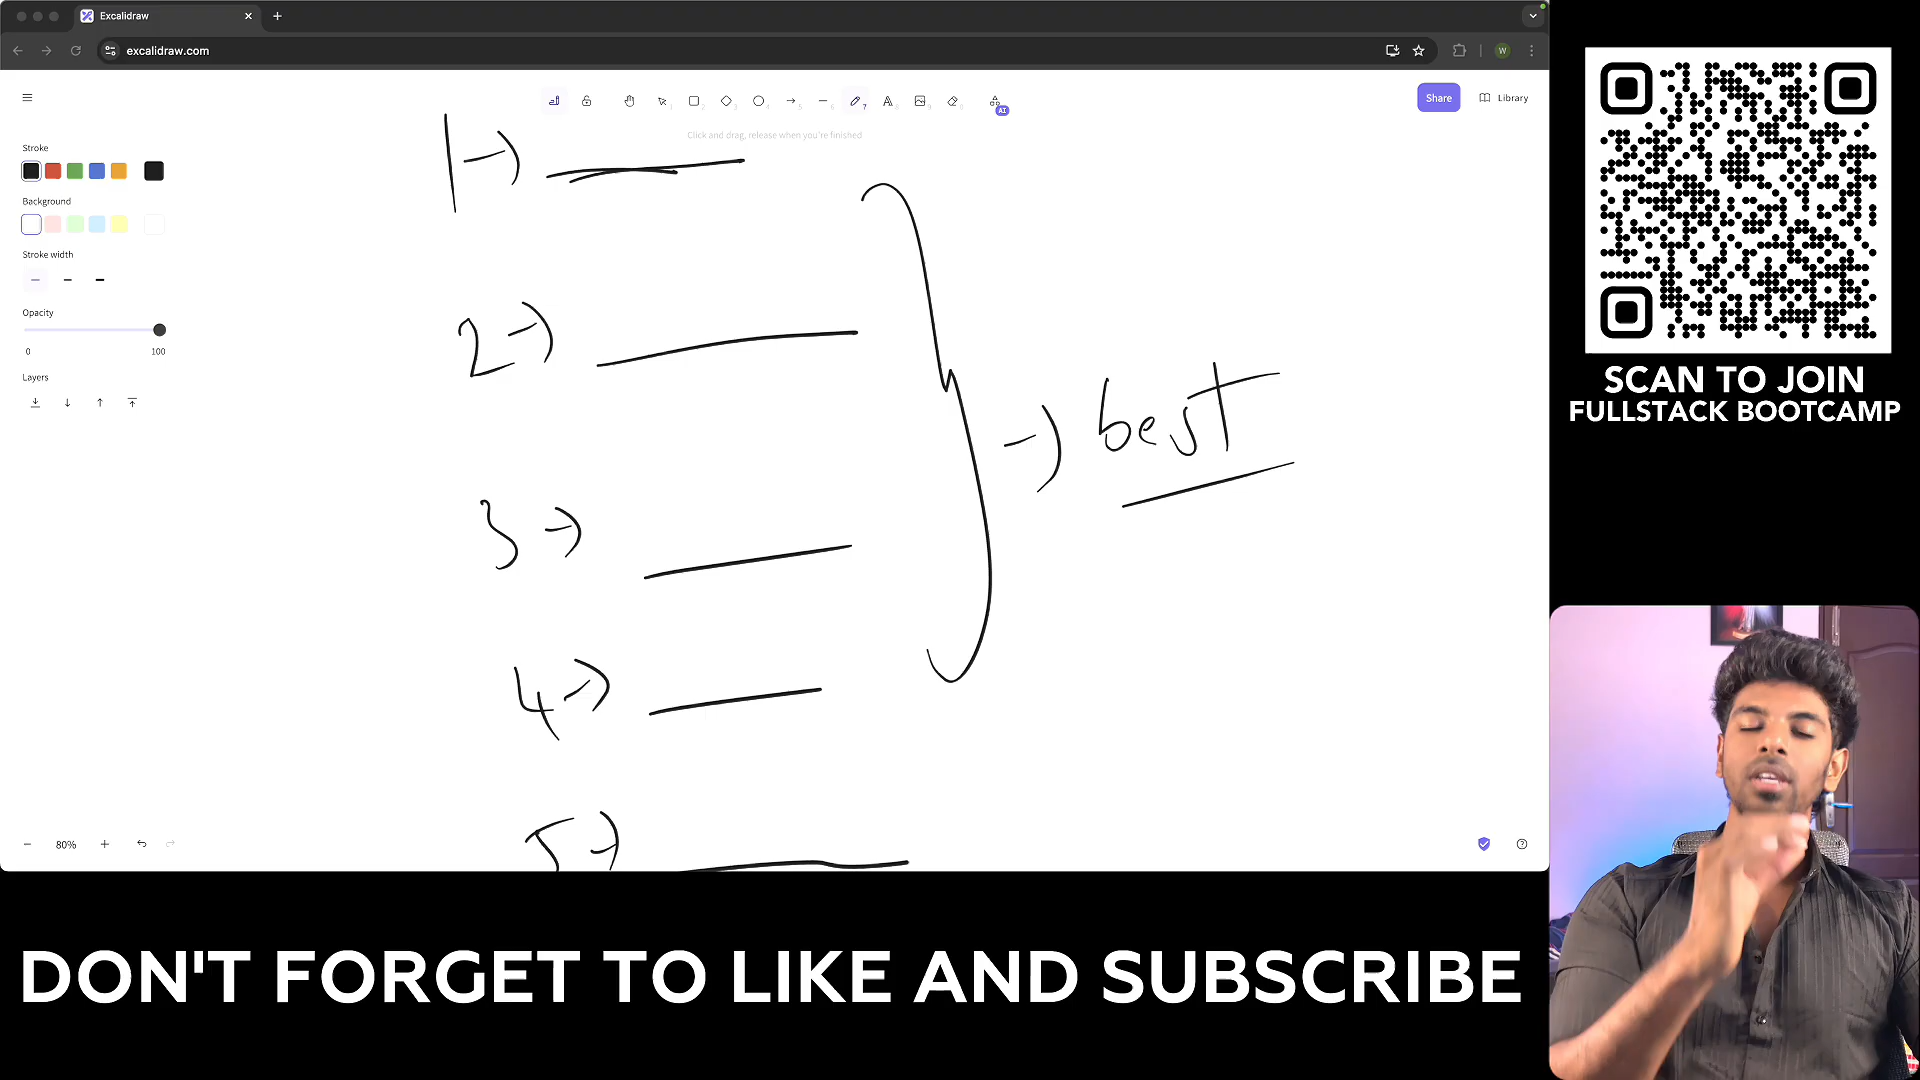 Excalidraw
excalidraw.com
W
Click and drag, release when you're finished
AI
Share
Library
Stroke
Background
Stroke width
Opacity
0 100
Layers
80%
1 →
2 →
3 →
4 →
5 →
→ best
SCAN TO JOIN
FULLSTACK BOOTCAMP
DON'T FORGET TO LIKE AND SUBSCRIBE